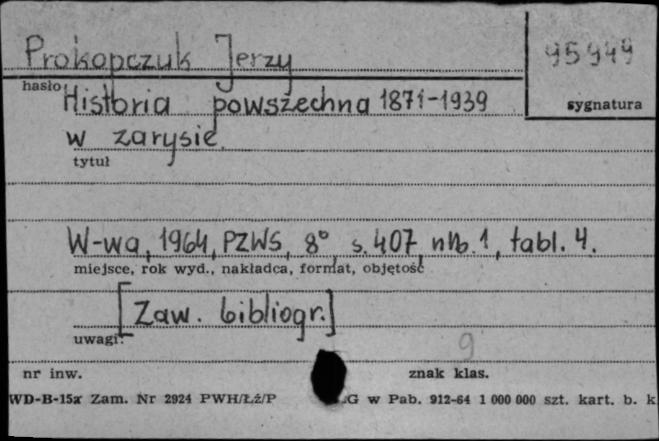 Prokopczuk Jerzy
95949
hasło
Historia powszechna 1871-1939
sygnatura
w zarysie.
tytuł
W-wa, 1964, PZWS, 8° s. 407, nlb. 1, tabl. 4.
miejsce, rok wyd., nakładca, format, objętość
[Zaw. bibliogr.]
uwagi:
9
nr inw.
znak klas.
WD-B-15a Zam. Nr 2924 PWH/Łż/P G w Pab. 912-64 1 000 000 szt. kart. b. k